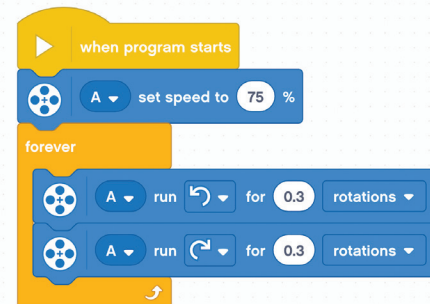 when program starts
A set speed to 75 %
forever
A run for 0.3 rotations
A run for 0.3 rotations